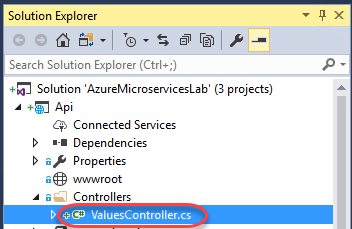 Solution Explorer
Search Solution Explorer (Ctrl+;)
Solution 'AzureMicroservicesLab' (3 projects)
Api
Connected Services
Dependencies
Properties
wwwroot
Controllers
C# ValuesController.cs